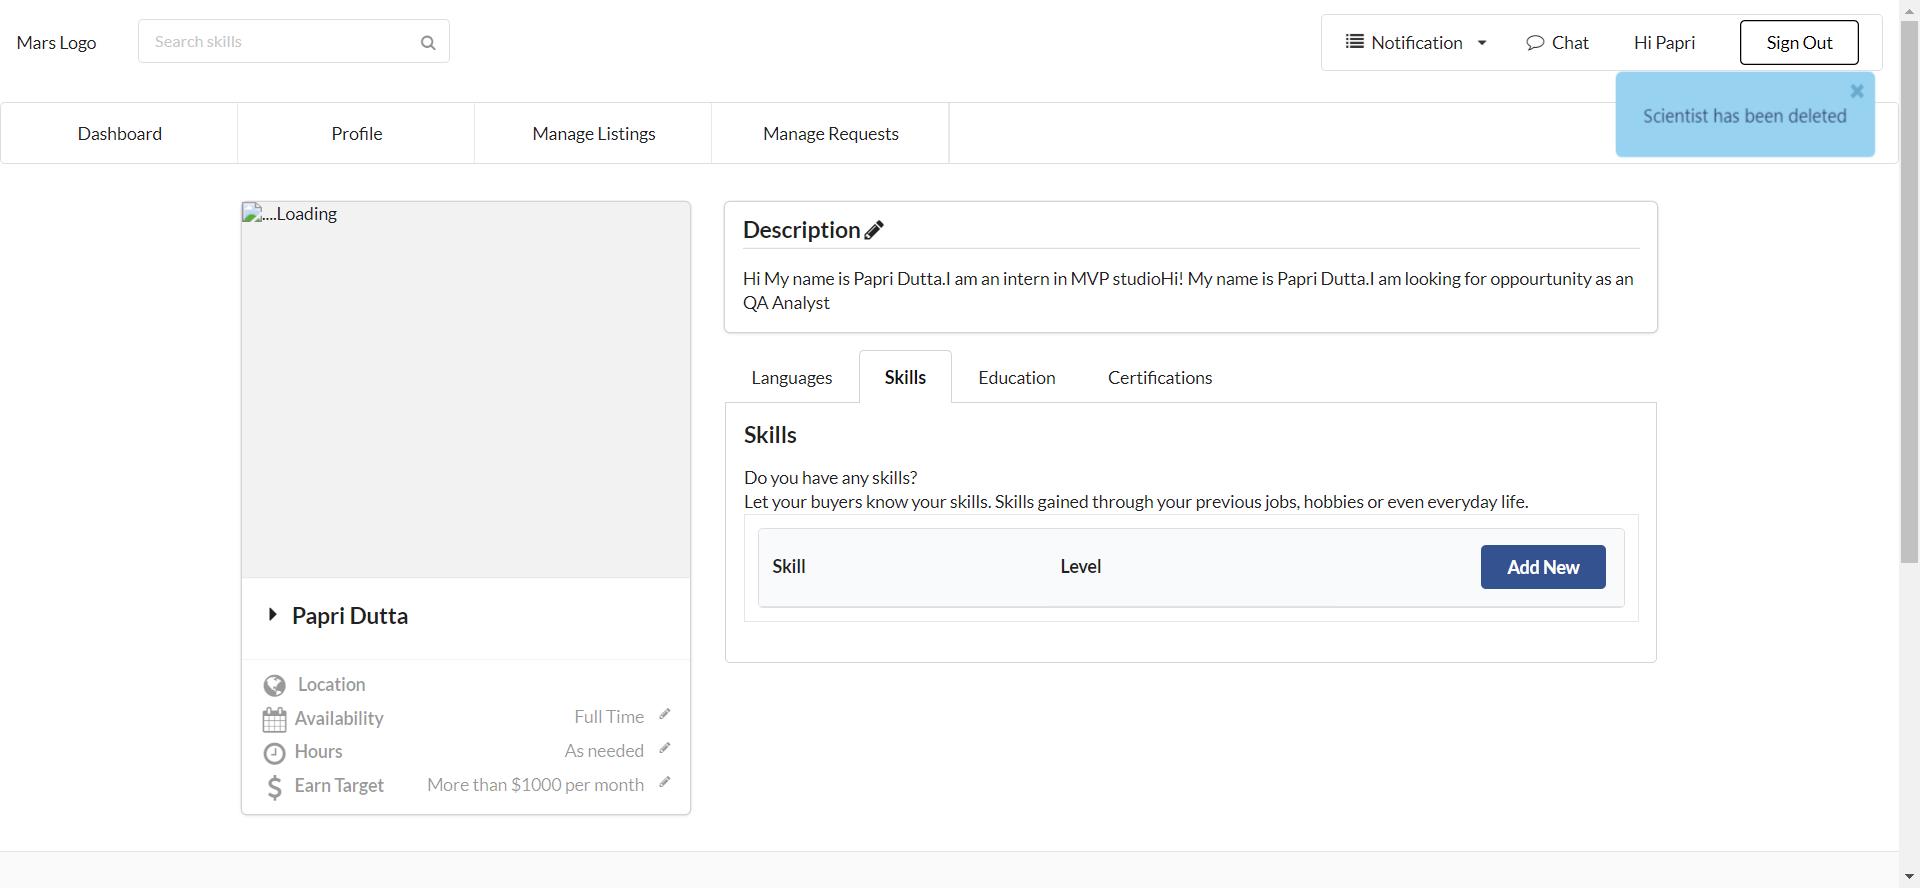 Mars Logo
Search skills
Notification
Chat
Hi Papri
Sign Out
Scientist has been deleted
Dashboard
Profile
Manage Listings
Manage Requests
....Loading
Papri Dutta
Location
Availability
Full Time
Hours
As needed
Earn Target
More than $1000 per month
Description
Hi My name is Papri Dutta.I am an intern in MVP studioHi! My name is Papri Dutta.I am looking for oppourtunity as an
QA Analyst
Languages
Skills
Education
Certifications
Skills
Do you have any skills?
Let your buyers know your skills. Skills gained through your previous jobs, hobbies or even everyday life.
Skill
Level
Add New